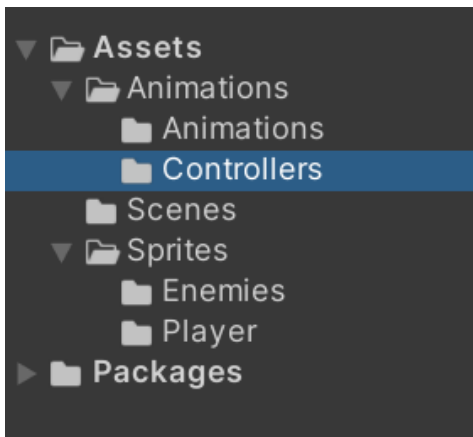 Assets
Animations
Animations
Controllers
Scenes
Sprites
Enemies
Player
Packages